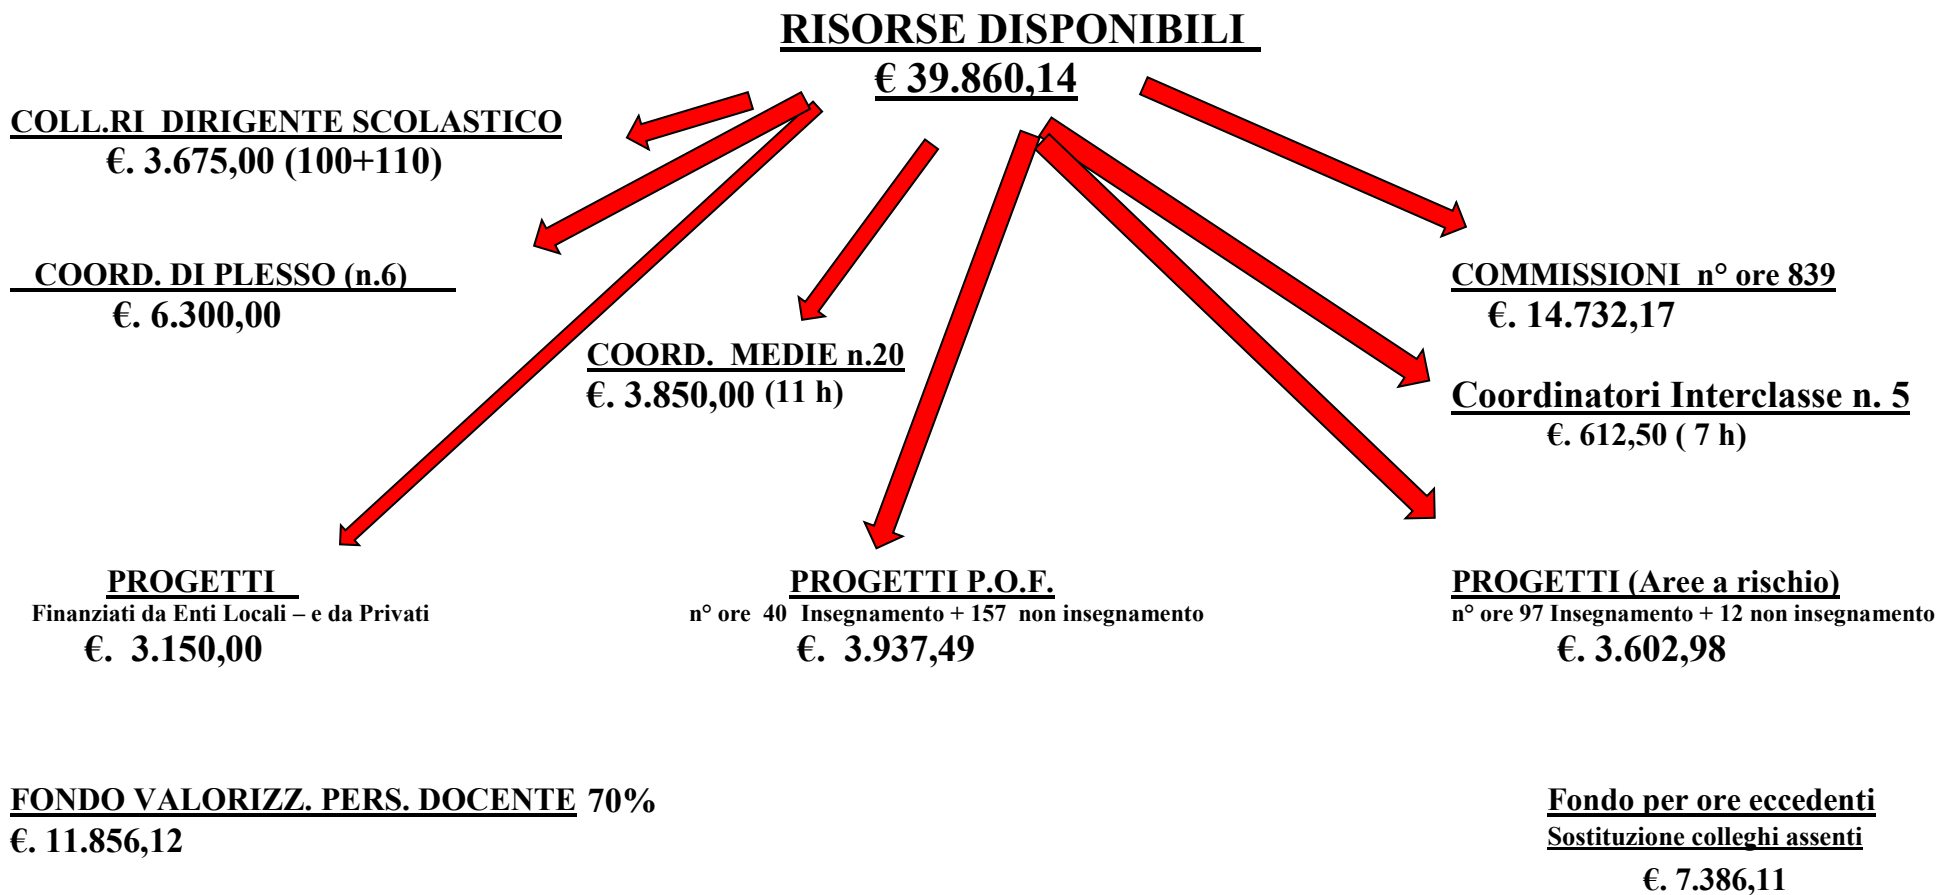 RISORSE DISPONIBILI
€ 39.860,14
COLL.RI DIRIGENTE SCOLASTICO
€. 3.675,00 (100+110)
COORD. DI PLESSO (n.6)
€. 6.300,00
COMMISSIONI n° ore 839
€. 14.732,17
COORD. MEDIE n.20
€. 3.850,00 (11 h)
Coordinatori Interclasse n. 5
€. 612,50 ( 7 h)
PROGETTI
Finanziati da Enti Locali – e da Privati
€. 3.150,00
PROGETTI P.O.F.
n° ore 40 Insegnamento + 157 non insegnamento
€. 3.937,49
PROGETTI (Aree a rischio)
n° ore 97 Insegnamento + 12 non insegnamento
€. 3.602,98
FONDO VALORIZZ. PERS. DOCENTE 70%
€. 11.856,12
Fondo per ore eccedenti
Sostituzione colleghi assenti
€. 7.386,11